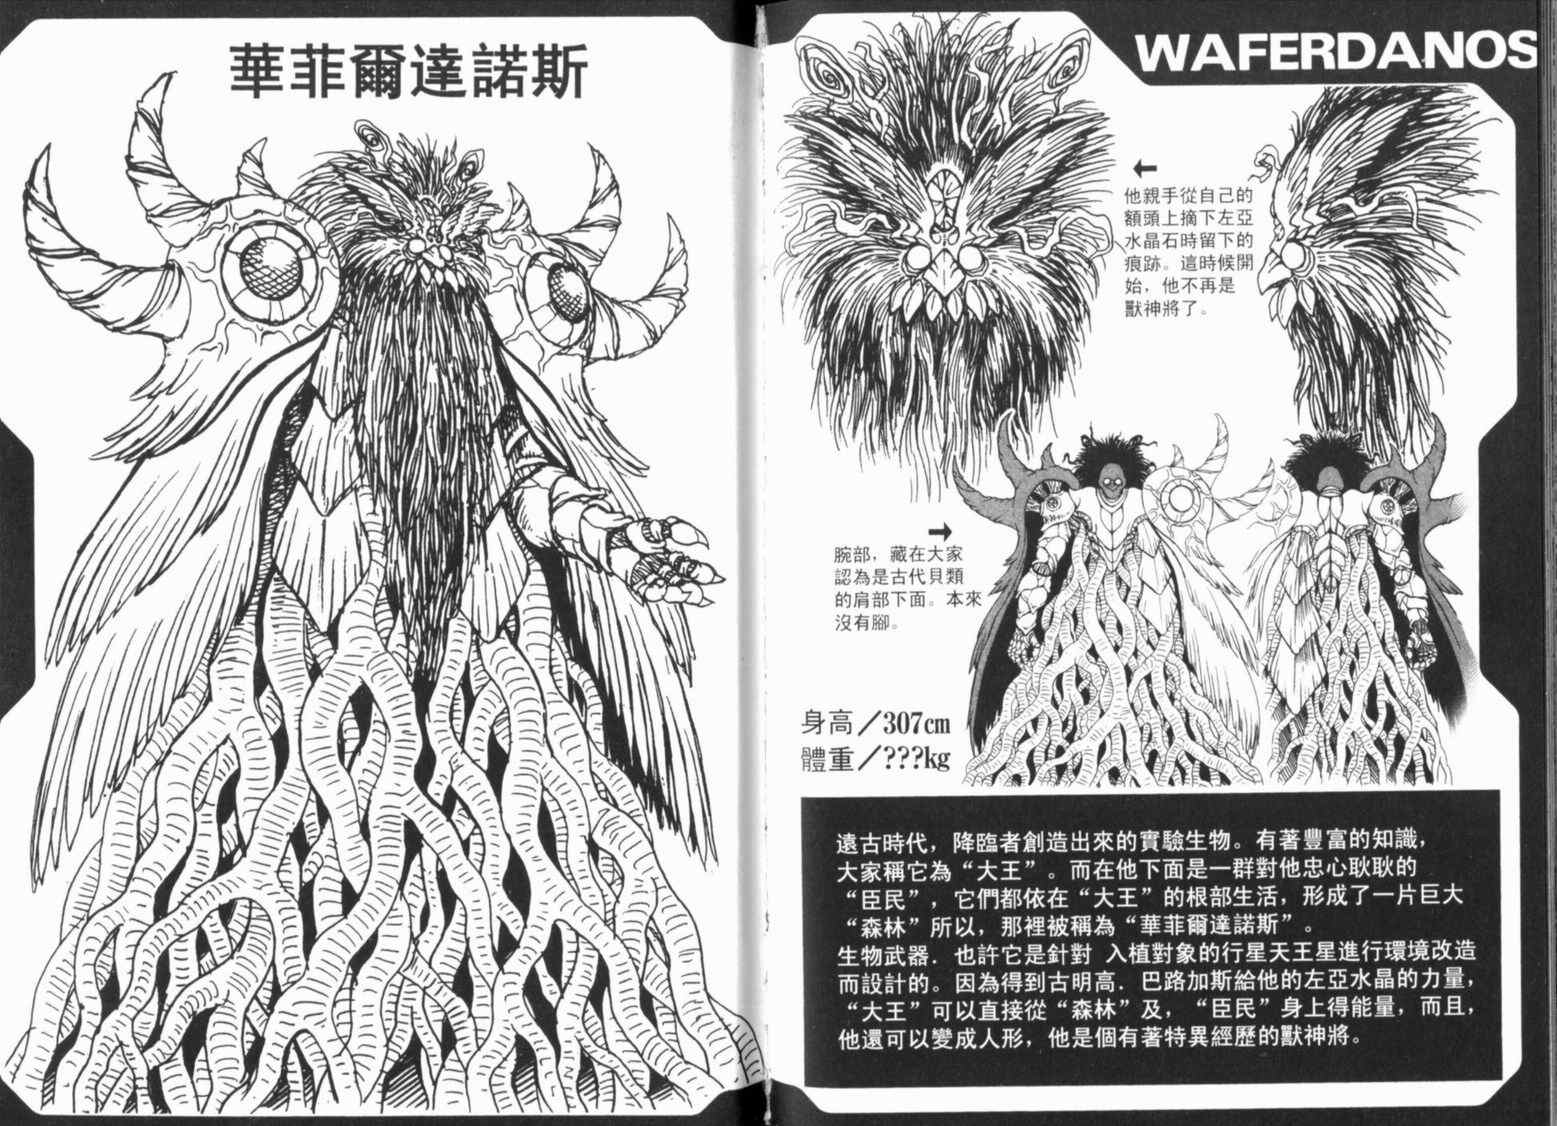 華菲爾達諾斯
WAFERDANOS
←
他親手從自己的
額頭上摘下左亞
水晶石時留下的
痕跡。這時候開
始，他不再是
獸神將了。
→
腕部，藏在大家
認為是古代貝類
的肩部下面。本來
沒有腳。
身高／307cm
體重／???kg
遠古時代，降臨者創造出來的實驗生物。有著豐富的知識，
大家稱它為“大王”。而在他下面是一群對他忠心耿耿的
“臣民”，它們都依在“大王”的根部生活，形成了一片巨大
“森林”所以，那裡被稱為“華菲爾達諾斯”。
生物武器．也許它是針對 入植對象的行星天王星進行環境改造
而設計的。因為得到古明高．巴路加斯給他的左亞水晶的力量，
“大王”可以直接從“森林”及，“臣民”身上得能量，而且，
他還可以變成人形，他是個有著特異經歷的獸神將。